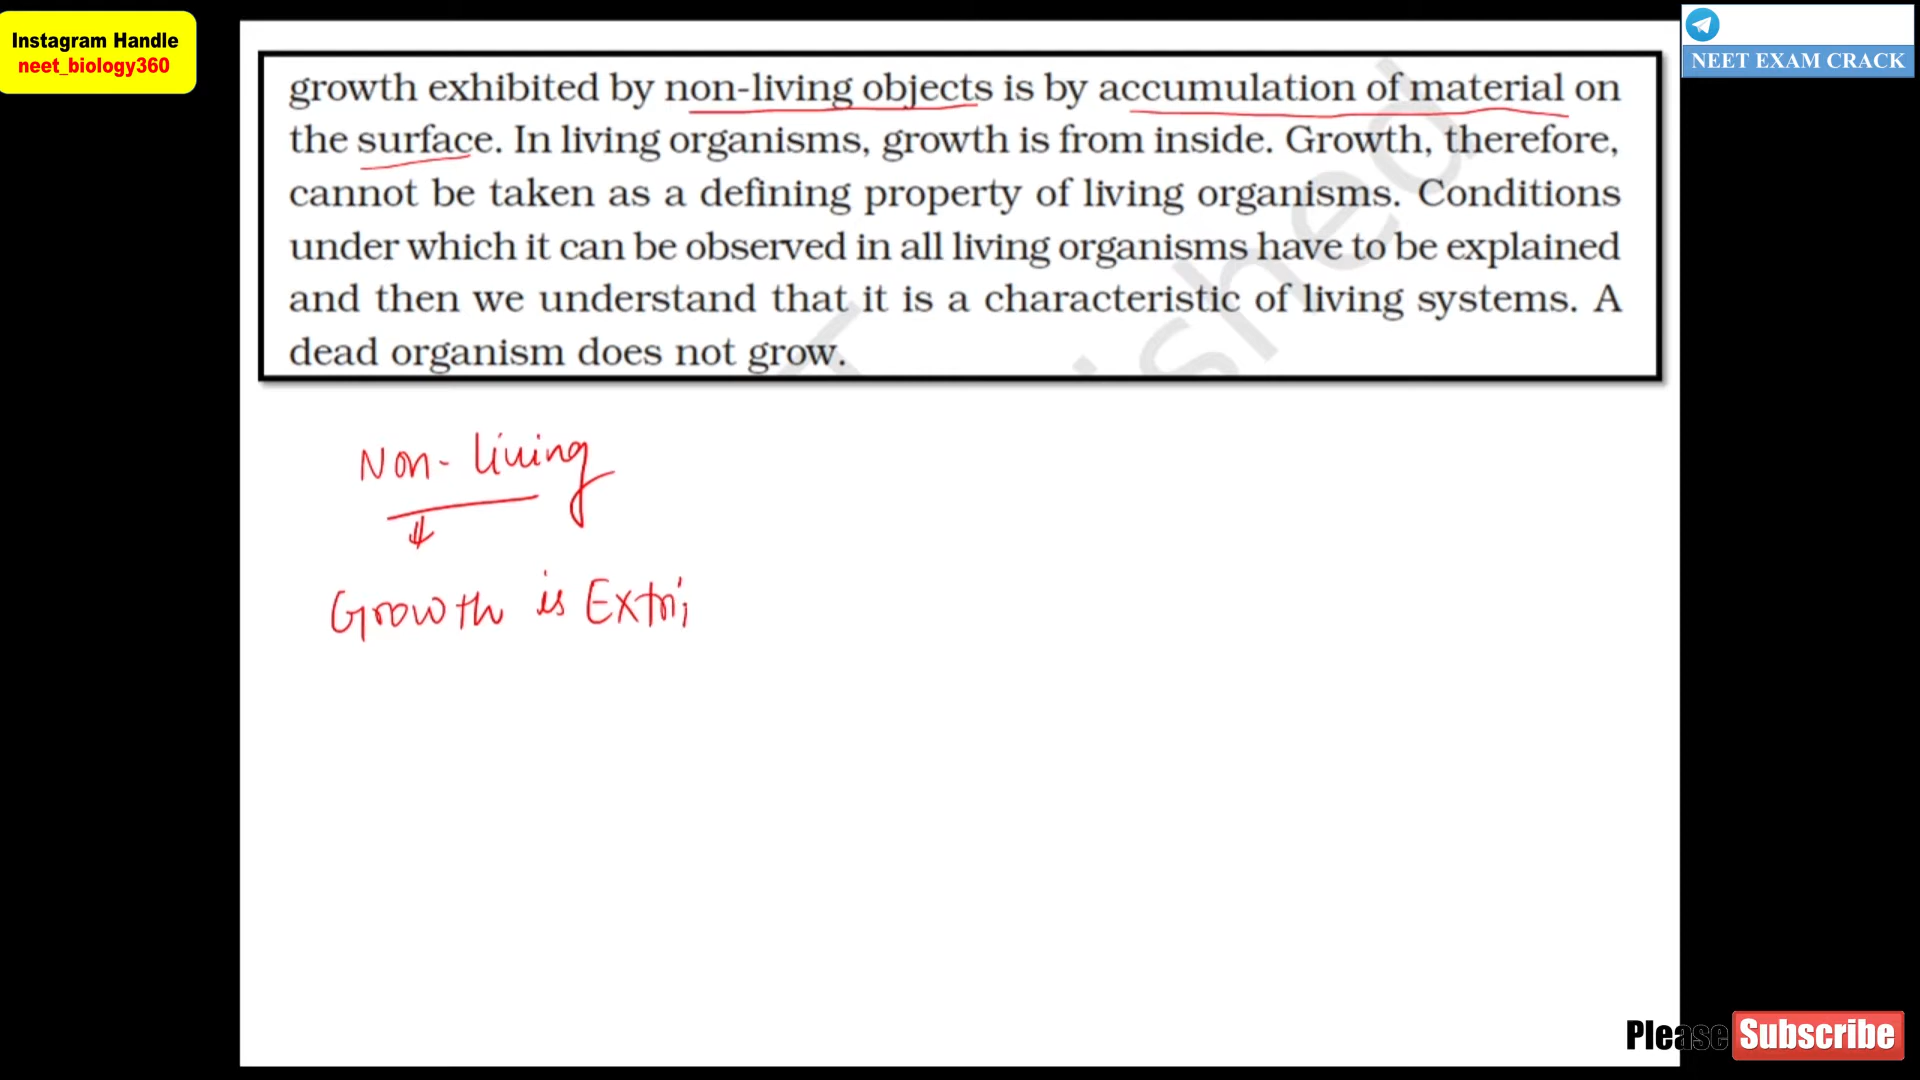 Instagram Handle
neet_biology360
NEET EXAM CRACK
growth exhibited by non-living objects is by accumulation of material on
the surface. In living organisms, growth is from inside. Growth, therefore,
cannot be taken as a defining property of living organisms. Conditions
under which it can be observed in all living organisms have to be explained
and then we understand that it is a characteristic of living systems. A
dead organism does not grow.
Non-living
Growth is Extri
Please Subscribe